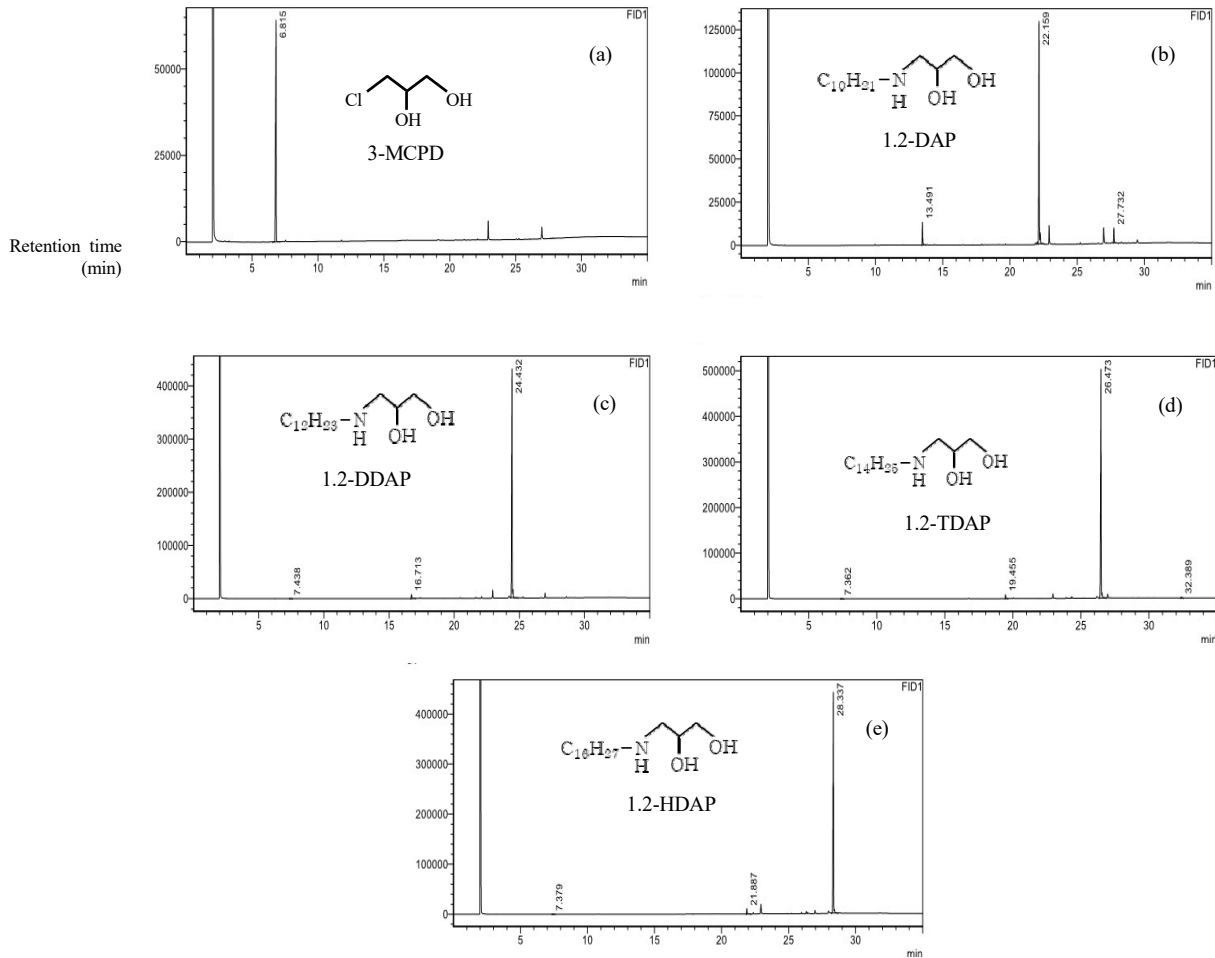 FID1
6.815
(a)
50000
25000
0
Cl
OH
OH
3-MCPD
5
10
15
20
25
30
min
Retention time
(min)
FID1
22.159
(b)
125000
100000
75000
50000
25000
0
C₁₀H₂₁
N
H
OH
OH
1.2-DAP
13.491
27.732
5
10
15
20
25
30
min
FID1
24.432
(c)
400000
300000
200000
100000
0
C₁₂H₂₃
N
H
OH
OH
1.2-DDAP
7.438
16.713
5
10
15
20
25
30
min
FID1
26.473
(d)
500000
400000
300000
200000
100000
0
C₁₄H₂₅
N
H
OH
OH
1.2-TDAP
7.362
19.455
32.389
5
10
15
20
25
30
min
FID1
28.337
(e)
400000
300000
200000
100000
0
C₁₆H₂₇
N
H
OH
OH
1.2-HDAP
7.379
21.887
5
10
15
20
25
30
min